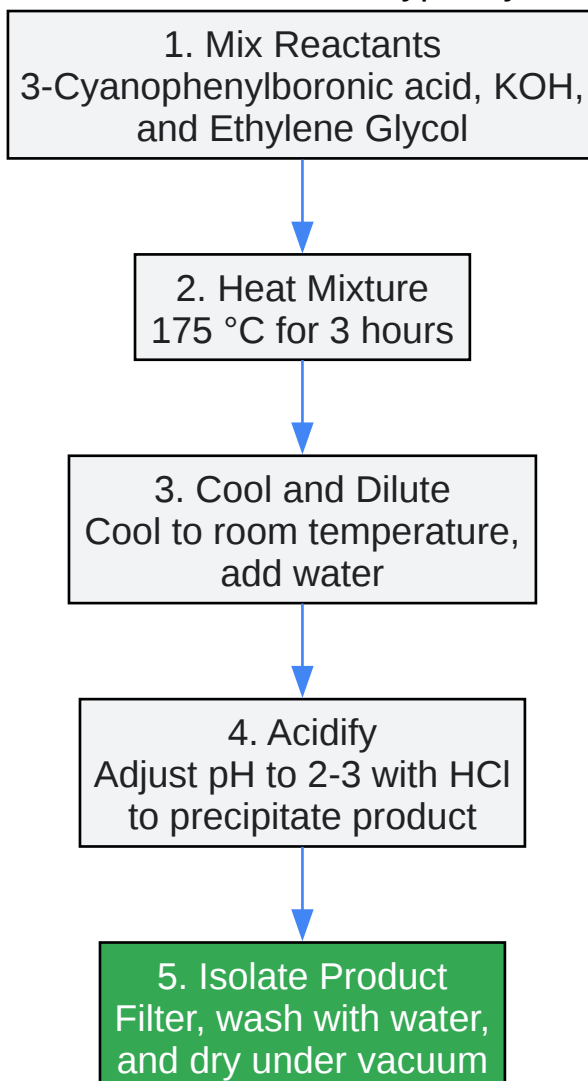 1. Mix Reactants
3-Cyanophenylboronic acid, KOH,
and Ethylene Glycol
2. Heat Mixture
175 °C for 3 hours
3. Cool and Dilute
Cool to room temperature,
add water
4. Acidify
Adjust pH to 2-3 with HCl
to precipitate product
5. Isolate Product
Filter, wash with water,
and dry under vacuum